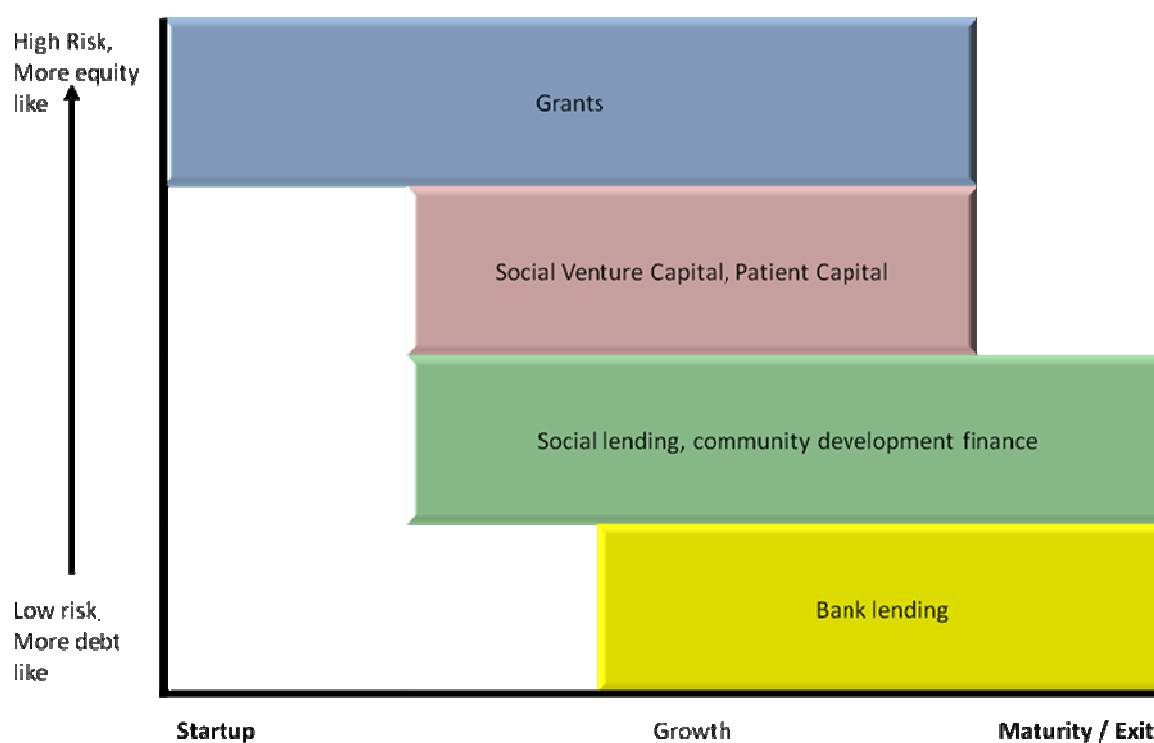 High Risk,
More equity
like
Grants
Social Venture Capital, Patient Capital
Social lending, community development finance
Bank lending
Low risk,
More debt
like
Startup
Growth
Maturity / Exit